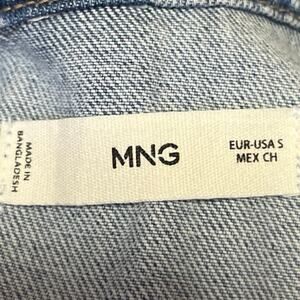 MADE IN
BANGLADESH
MNG
EUR-USA S
MEX CH